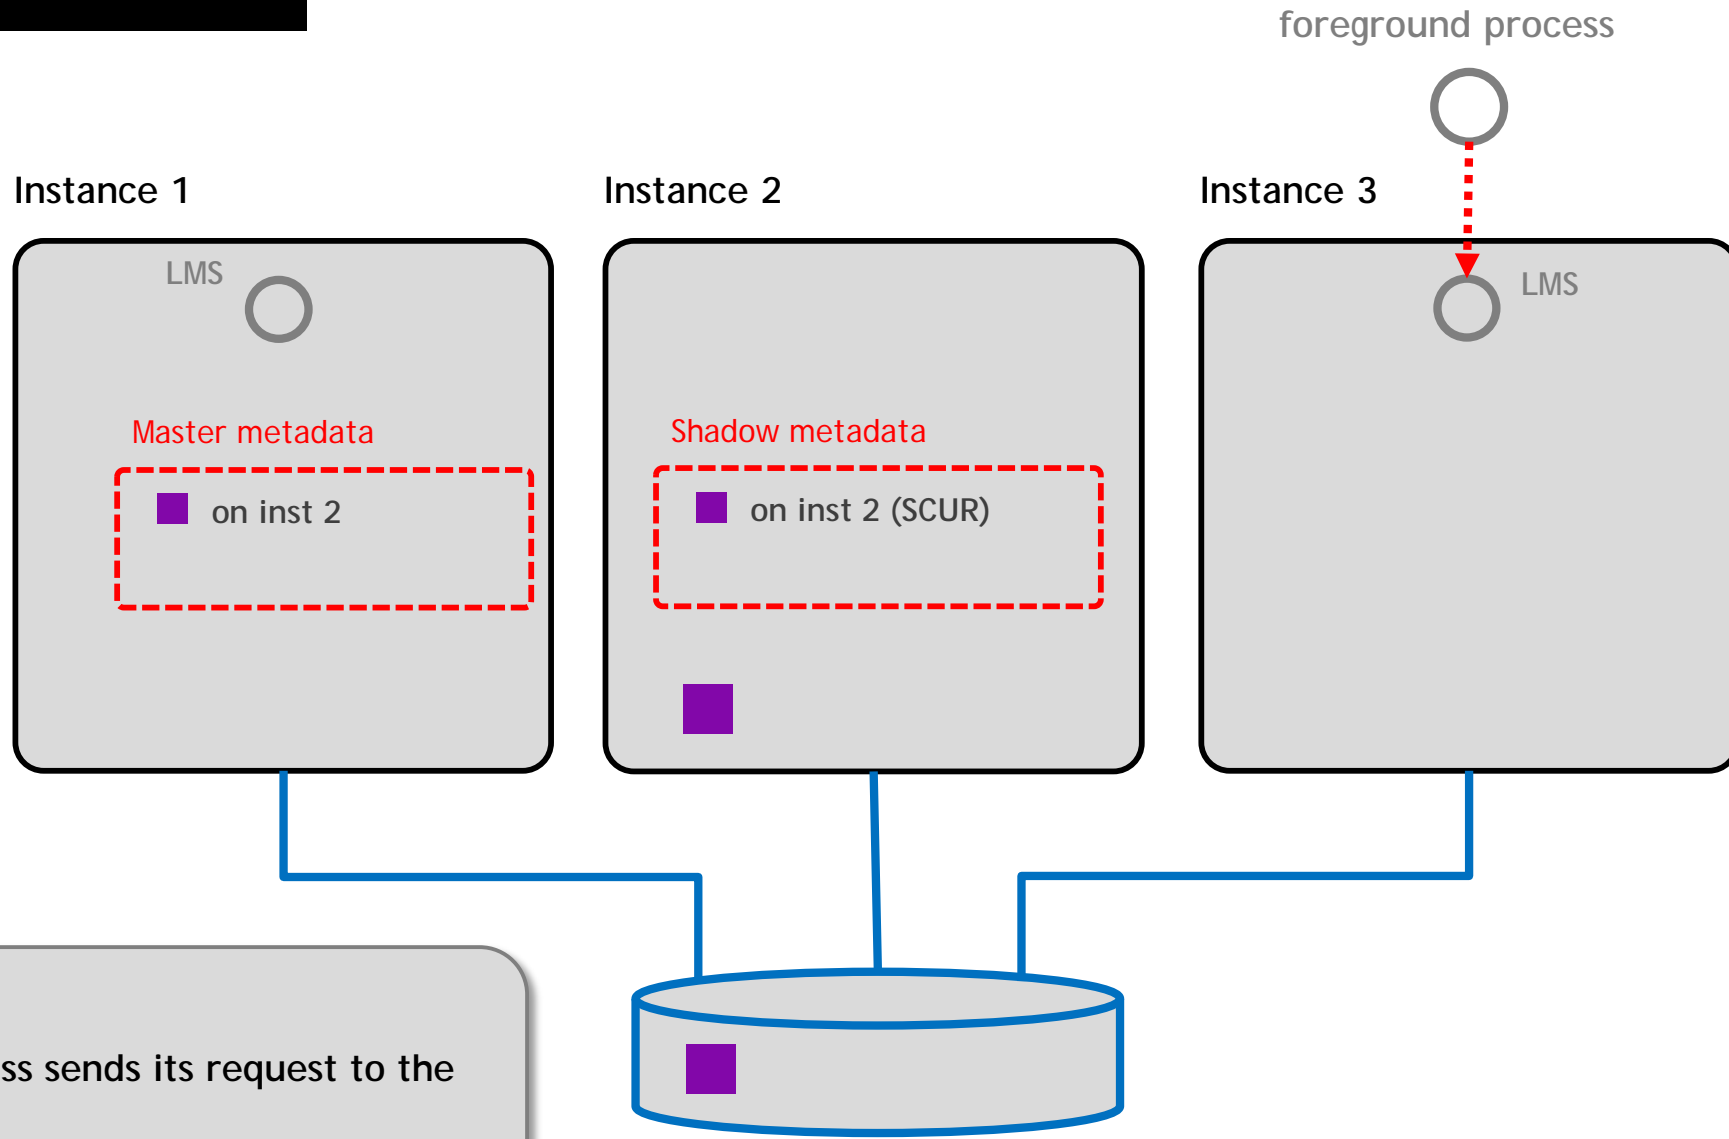 foreground process
Instance 1
Instance 2
Instance 3
LMS
LMS
Master metadata
Shadow metadata
on inst 2
on inst 2 (SCUR)
sends its request to the